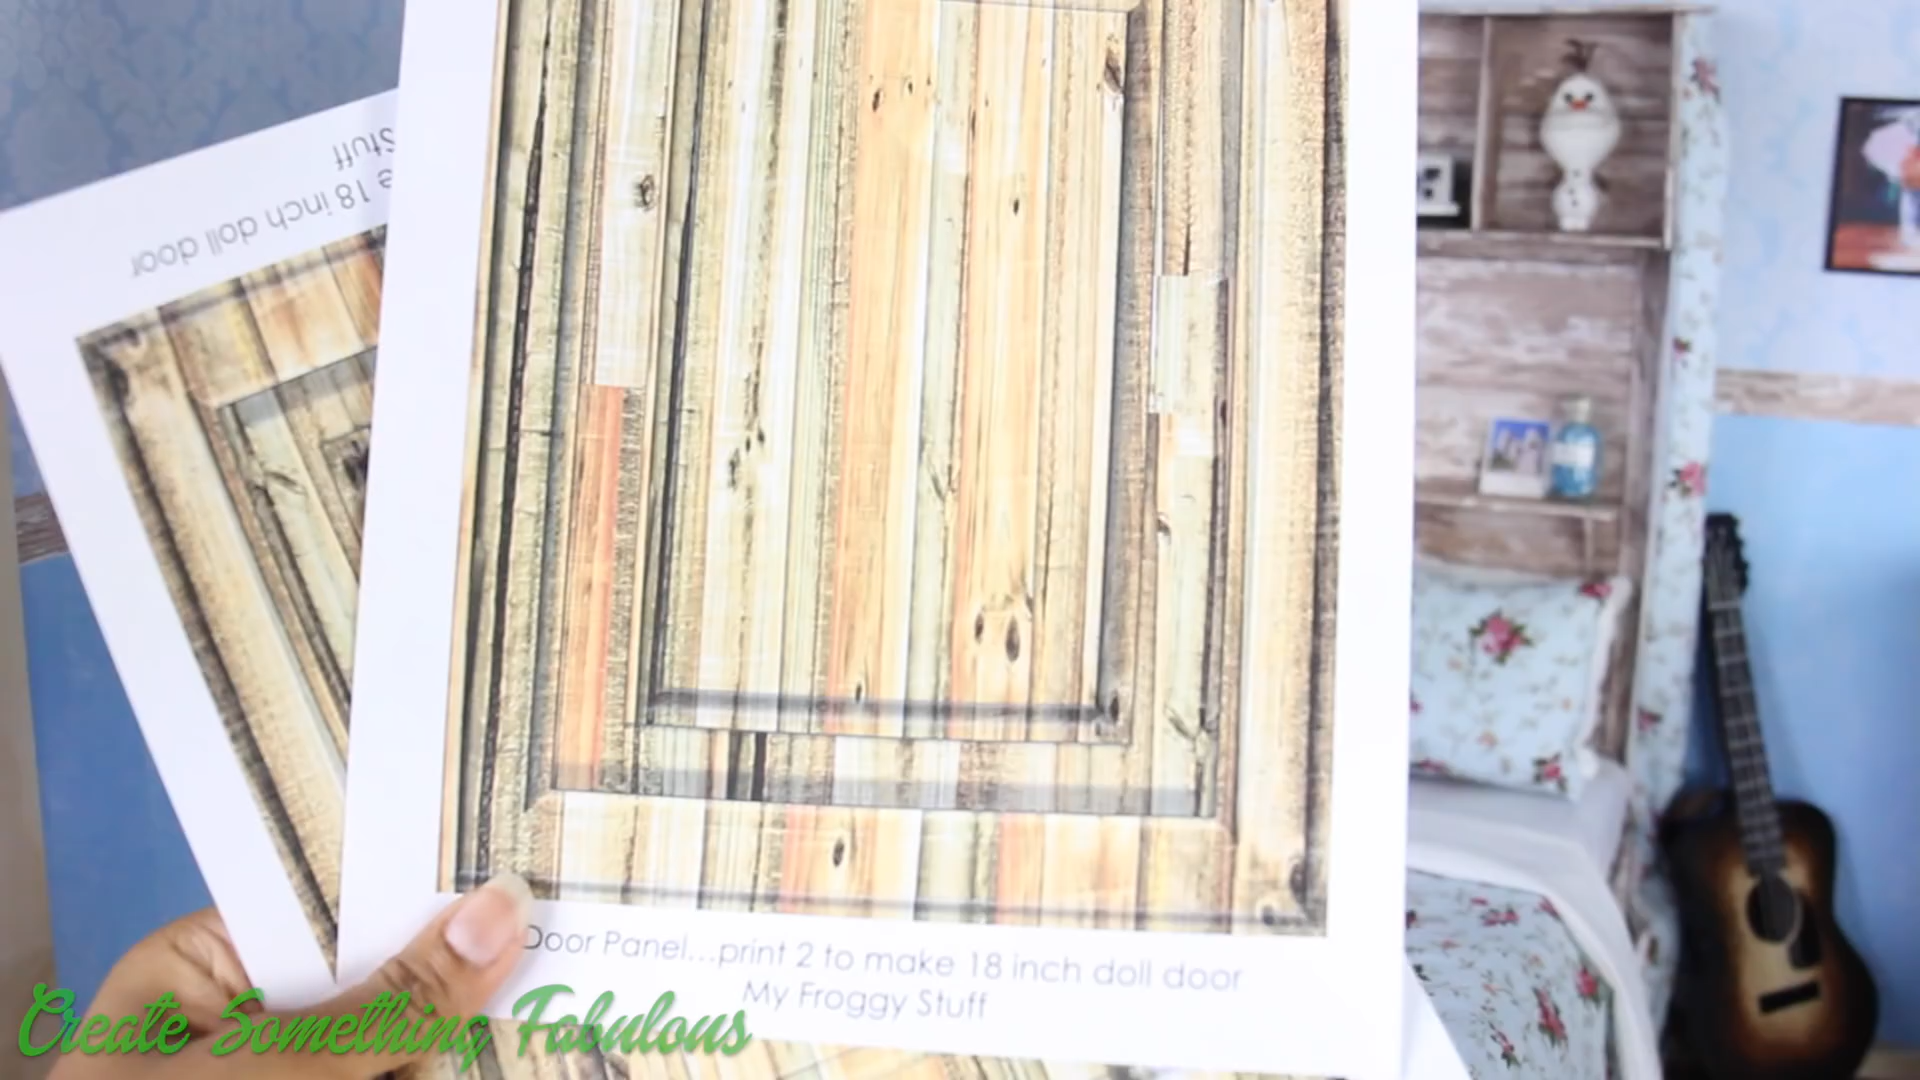 Stuff
18 inch doll door
Door Panel...print 2 to make 18 inch doll door
My Froggy Stuff
Create Something Fabulous